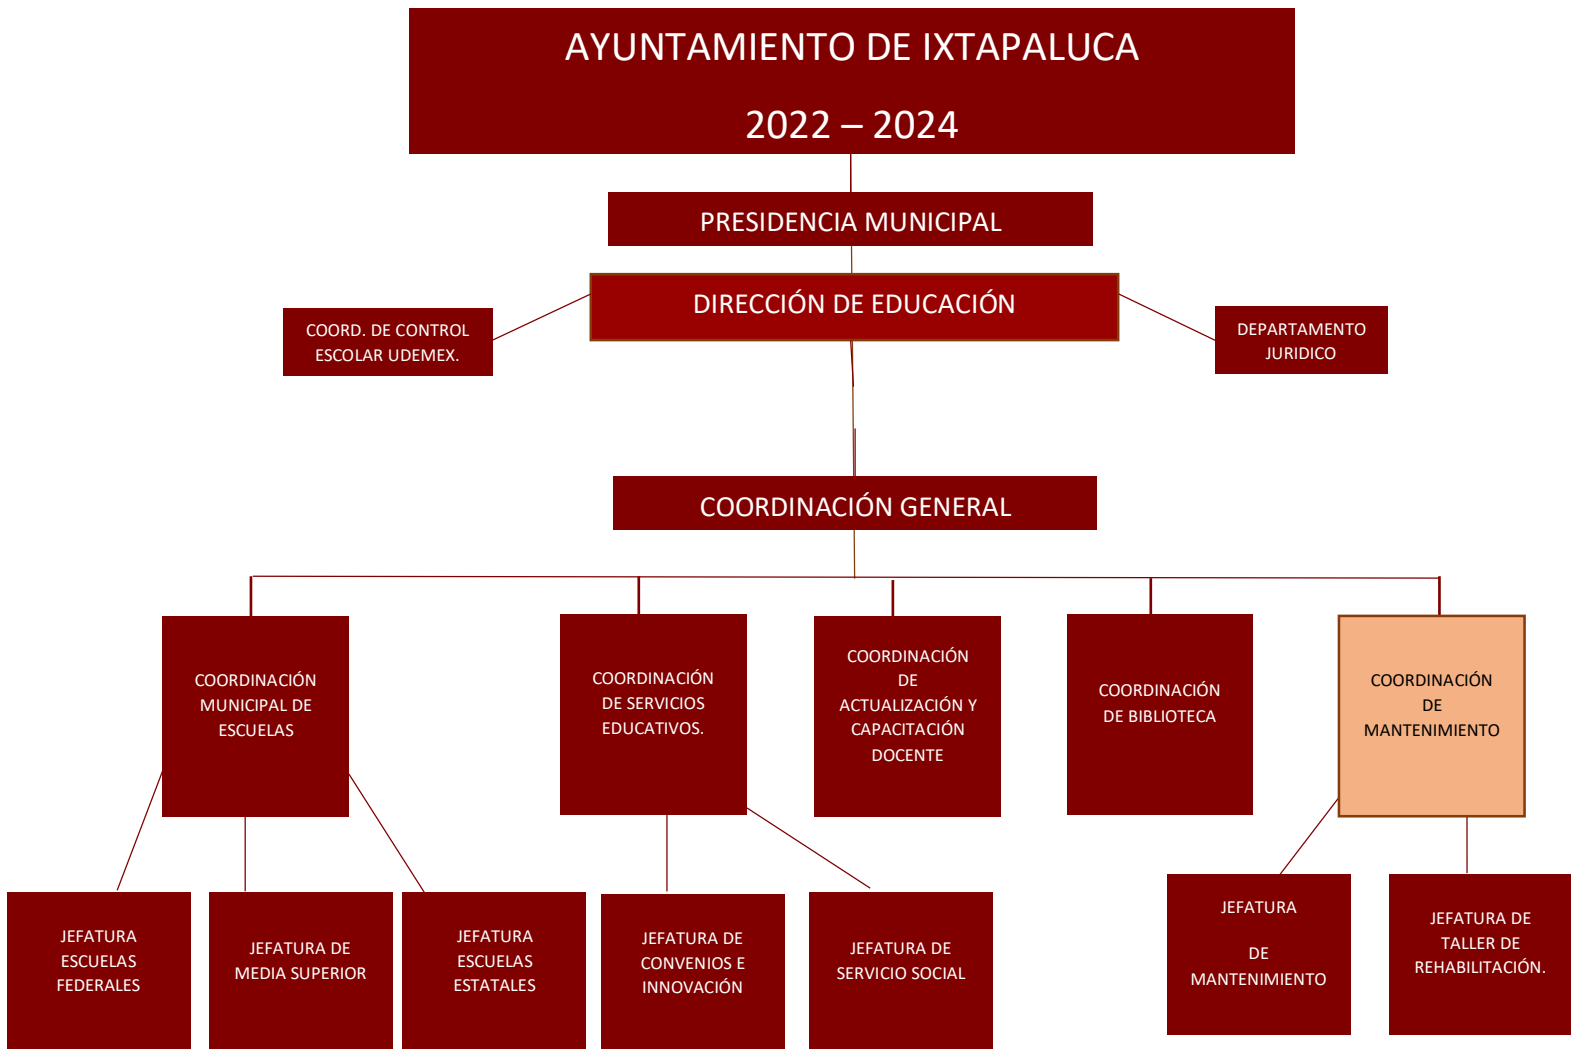 AYUNTAMIENTO DE IXTAPALUCA
2022 – 2024
PRESIDENCIA MUNICIPAL
DIRECCIÓN DE EDUCACIÓN
COORD. DE CONTROL
ESCOLAR UDEMEX.
DEPARTAMENTO
JURIDICO
COORDINACIÓN GENERAL
COORDINACIÓN
MUNICIPAL DE
ESCUELAS
COORDINACIÓN
DE SERVICIOS
EDUCATIVOS.
COORDINACIÓN
DE
ACTUALIZACIÓN Y
CAPACITACIÓN
DOCENTE
COORDINACIÓN
DE BIBLIOTECA
COORDINACIÓN
DE
MANTENIMIENTO
JEFATURA
ESCUELAS
FEDERALES
JEFATURA DE
MEDIA SUPERIOR
JEFATURA
ESCUELAS
ESTATALES
JEFATURA DE
CONVENIOS E
INNOVACIÓN
JEFATURA DE
SERVICIO SOCIAL
JEFATURA
DE
MANTENIMIENTO
JEFATURA DE
TALLER DE
REHABILITACIÓN.